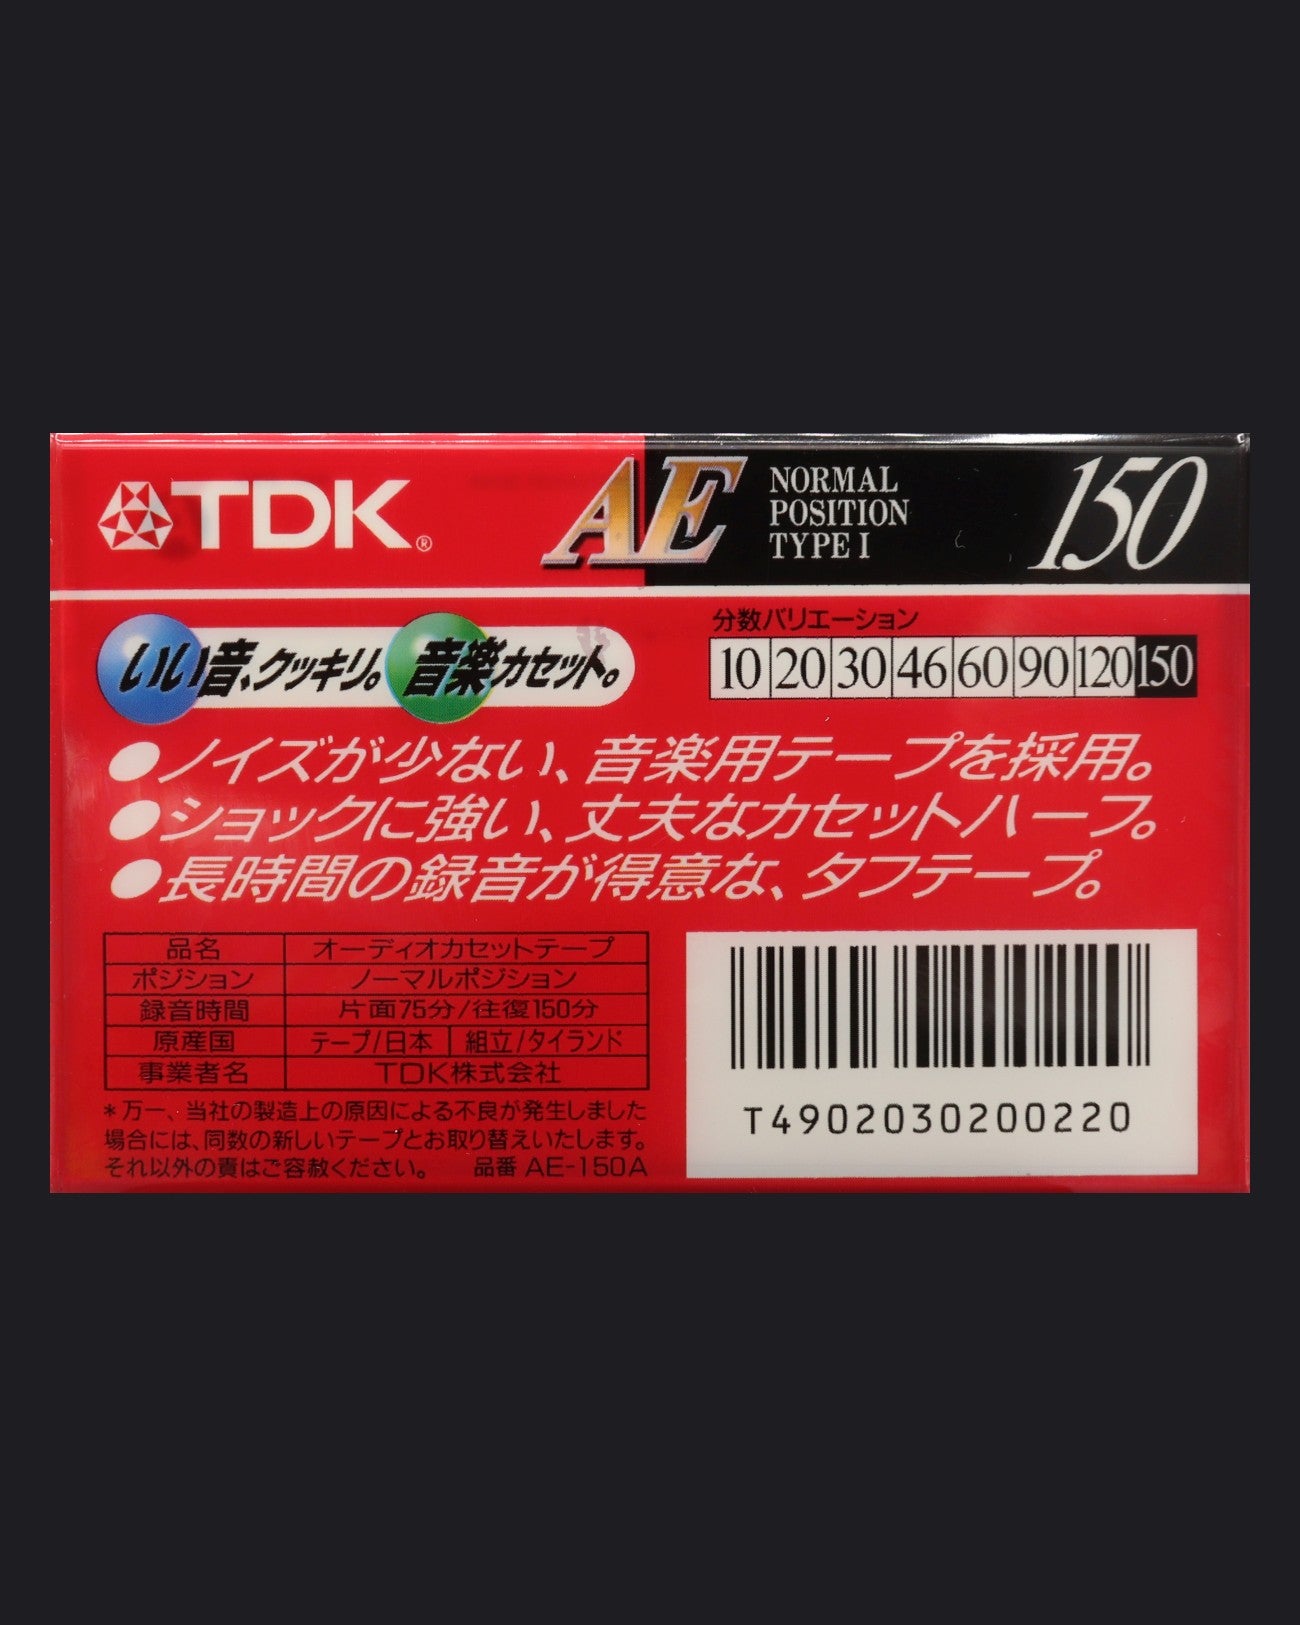 TDK®
AE
NORMAL
POSITION
TYPE I
150
いい音、クッキリ。音楽カセット。
分数バリエーション
10 20 30 46 60 90 120 150
●ノイズが少ない、音楽用テープを採用。
●ショックに強い、丈夫なカセットハーフ。
●長時間の録音が得意な、タフテープ。
品名 オーディオカセットテープ
ポジション ノーマルポジション
録音時間 片面75分/往復150分
原産国 テープ/日本 | 組立/タイランド
事業者名 TDK株式会社
*万一、当社の製造上の原因による不良が発生しました
場合には、同数の新しいテープとお取り替えいたします。
それ以外の責はご容赦ください。 品番 AE-150A
T4902030200220